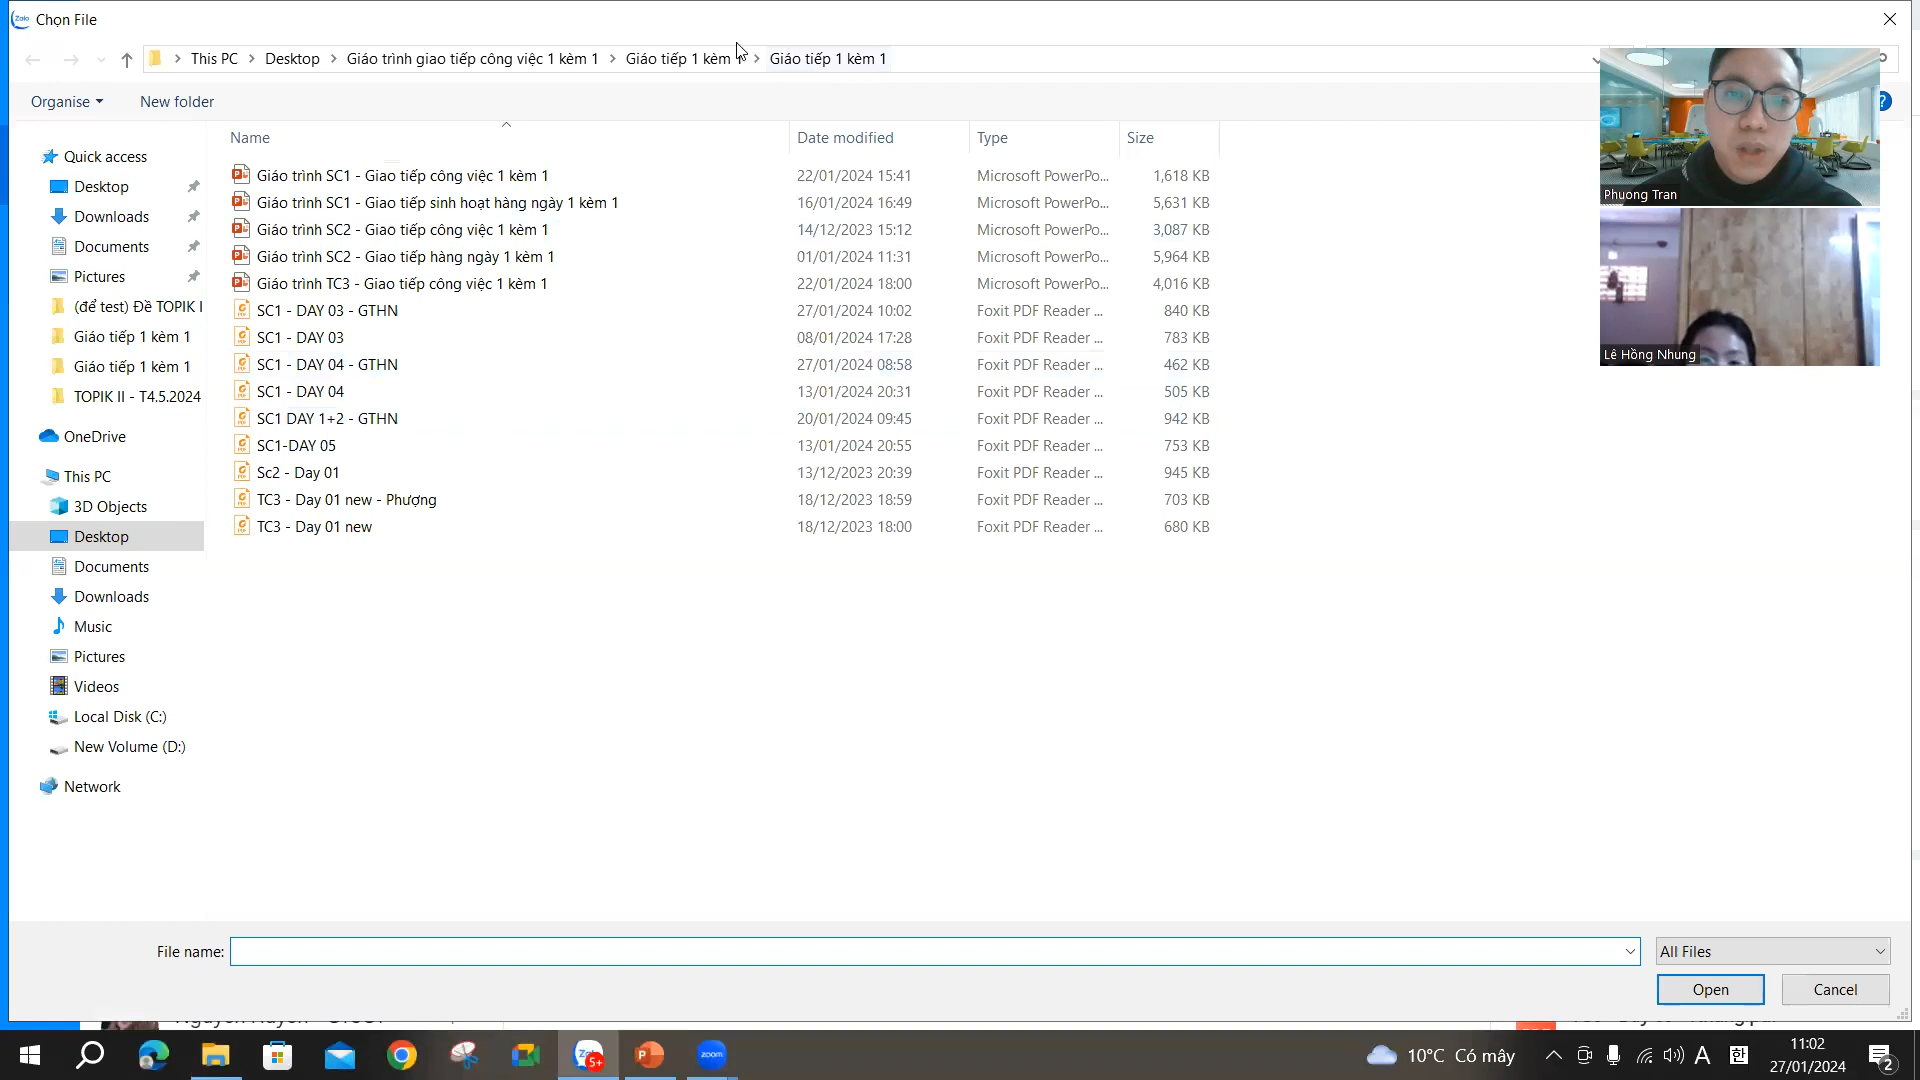 Zalo Chọn File
This PC > Desktop > Giáo trình giao tiếp công việc 1 kèm 1 > Giáo tiếp 1 kèm 1 > Giáo tiếp 1 kèm 1
Organise New folder
Name Date modified Type Size
Quick access
Desktop
Downloads
Documents
Pictures
(để test) Đề TOPIK I
Giáo tiếp 1 kèm 1
Giáo tiếp 1 kèm 1
TOPIK II - T4.5.2024
OneDrive
This PC
3D Objects
Desktop
Documents
Downloads
Music
Pictures
Videos
Local Disk (C:)
New Volume (D:)
Network
Giáo trình SC1 - Giao tiếp công việc 1 kèm 1 22/01/2024 15:41 Microsoft PowerPo... 1,618 KB
Giáo trình SC1 - Giao tiếp sinh hoạt hàng ngày 1 kèm 1 16/01/2024 16:49 Microsoft PowerPo... 5,631 KB
Giáo trình SC2 - Giao tiếp công việc 1 kèm 1 14/12/2023 15:12 Microsoft PowerPo... 3,087 KB
Giáo trình SC2 - Giao tiếp hàng ngày 1 kèm 1 01/01/2024 11:31 Microsoft PowerPo... 5,964 KB
Giáo trình TC3 - Giao tiếp công việc 1 kèm 1 22/01/2024 18:00 Microsoft PowerPo... 4,016 KB
SC1 - DAY 03 - GTHN 27/01/2024 10:02 Foxit PDF Reader ... 840 KB
SC1 - DAY 03 08/01/2024 17:28 Foxit PDF Reader ... 783 KB
SC1 - DAY 04 - GTHN 27/01/2024 08:58 Foxit PDF Reader ... 462 KB
SC1 - DAY 04 13/01/2024 20:31 Foxit PDF Reader ... 505 KB
SC1 DAY 1+2 - GTHN 20/01/2024 09:45 Foxit PDF Reader ... 942 KB
SC1-DAY 05 13/01/2024 20:55 Foxit PDF Reader ... 753 KB
Sc2 - Day 01 13/12/2023 20:39 Foxit PDF Reader ... 945 KB
TC3 - Day 01 new - Phượng 18/12/2023 18:59 Foxit PDF Reader ... 703 KB
TC3 - Day 01 new 18/12/2023 18:00 Foxit PDF Reader ... 680 KB
Phuong Tran
Lê Hồng Nhung
File name: All Files
Open Cancel
zoom
10°C Có mây
A 한
11:02
27/01/2024
2